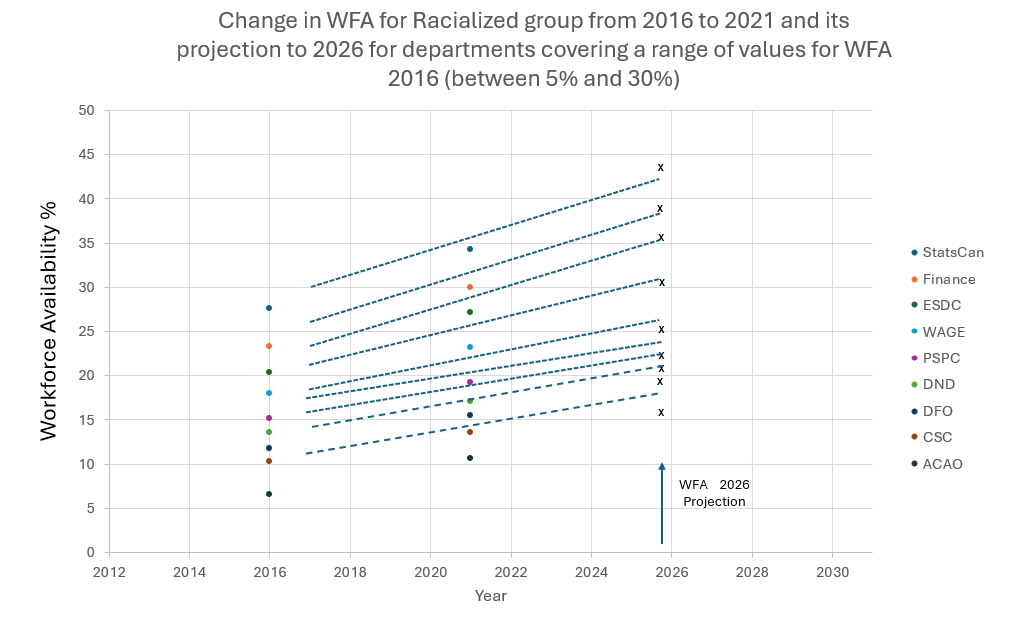 Change in WFA for Racialized group from 2016 to 2021 and its
projection to 2026 for departments covering a range of values for WFA
2016 (between 5% and 30%)
50
45
40
35
30
25
20
15
10
5
0
Workforce Availability %
x
x
x
x
x
x
x
x
x
WFA 2026
Projection
2012 2014 2016 2018 2020 2022 2024 2026 2028 2030
Year
StatsCan
Finance
ESDC
WAGE
PSPC
DND
DFO
CSC
ACAO